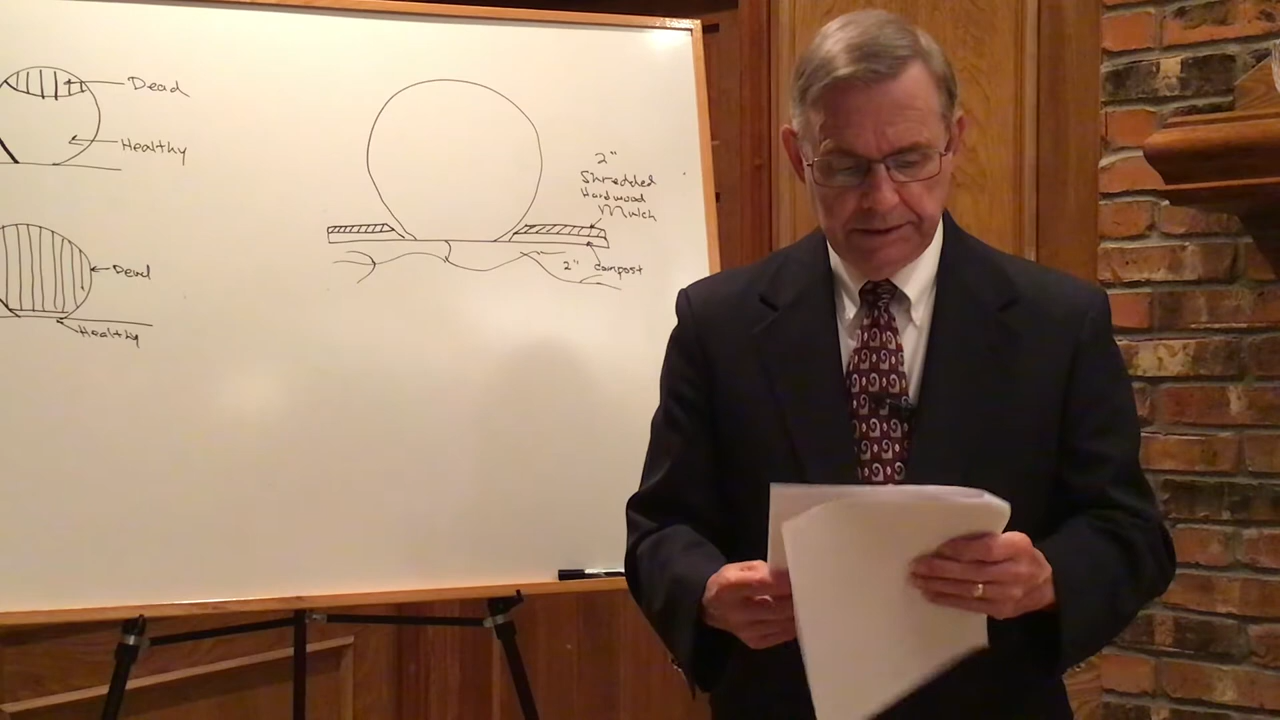 Dead
Healthy
Dead
Healthy
2"
Shredded
Hardwood
Mulch
2" compost